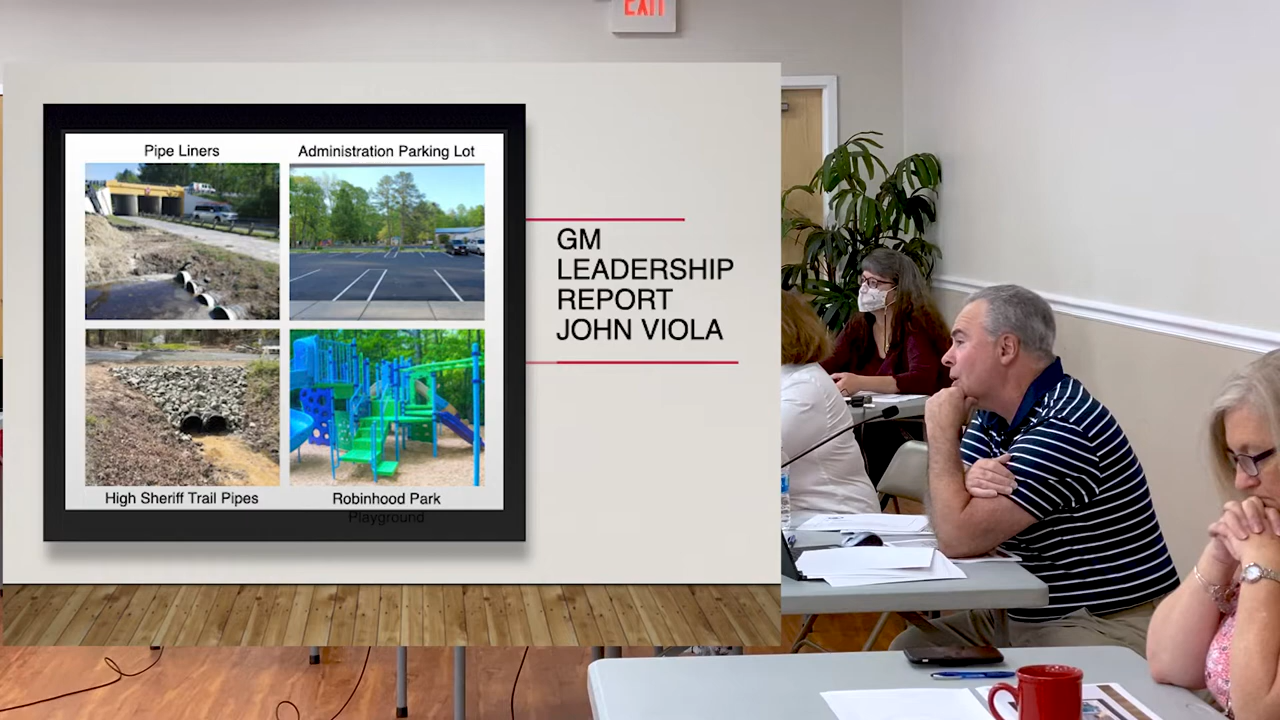 EXIT
Pipe Liners
Administration Parking Lot
GM
LEADERSHIP
REPORT
JOHN VIOLA
High Sheriff Trail Pipes
Robinhood Park
Playground